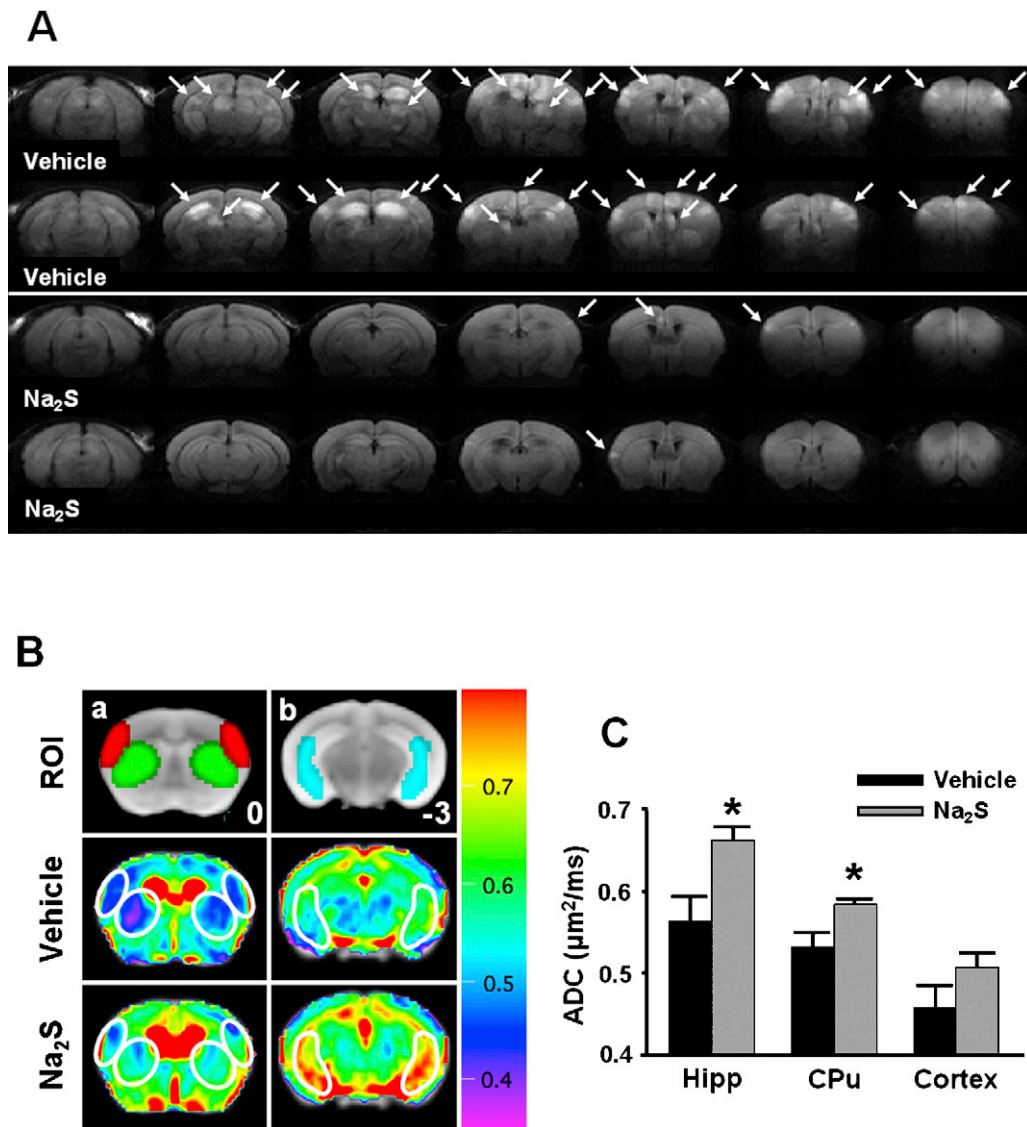 A
Vehicle
Vehicle
Na₂S
Na₂S
B
ROI
a
0
b
-3
Vehicle
Na₂S
0.7
0.6
0.5
0.4
C
Vehicle
Na₂S
ADC (μm²/ms)
0.7
0.6
0.5
0.4
*
*
Hipp CPu Cortex